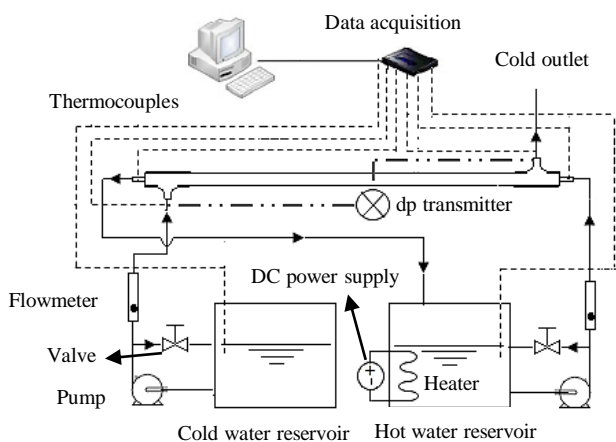 Data acquisition
Cold outlet
Thermocouples
dp transmitter
DC power supply
Flowmeter
Valve
Heater
Pump
Cold water reservoir
Hot water reservoir